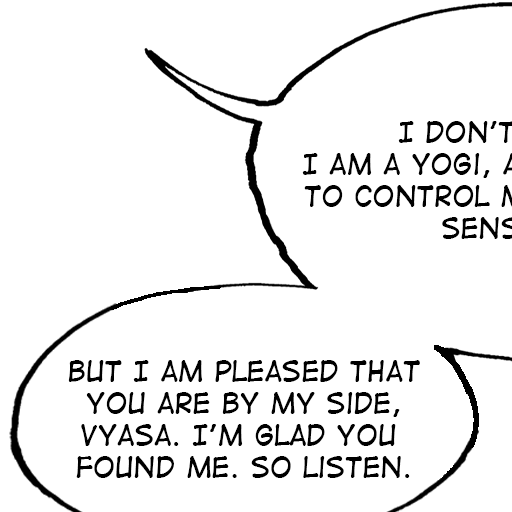 I DON'T
I AM A YOGI,
TO CONTROL
SENS
BUT I AM PLEASED THAT
YOU ARE BY MY SIDE,
VYASA. I'M GLAD YOU
FOUND ME. SO LISTEN.